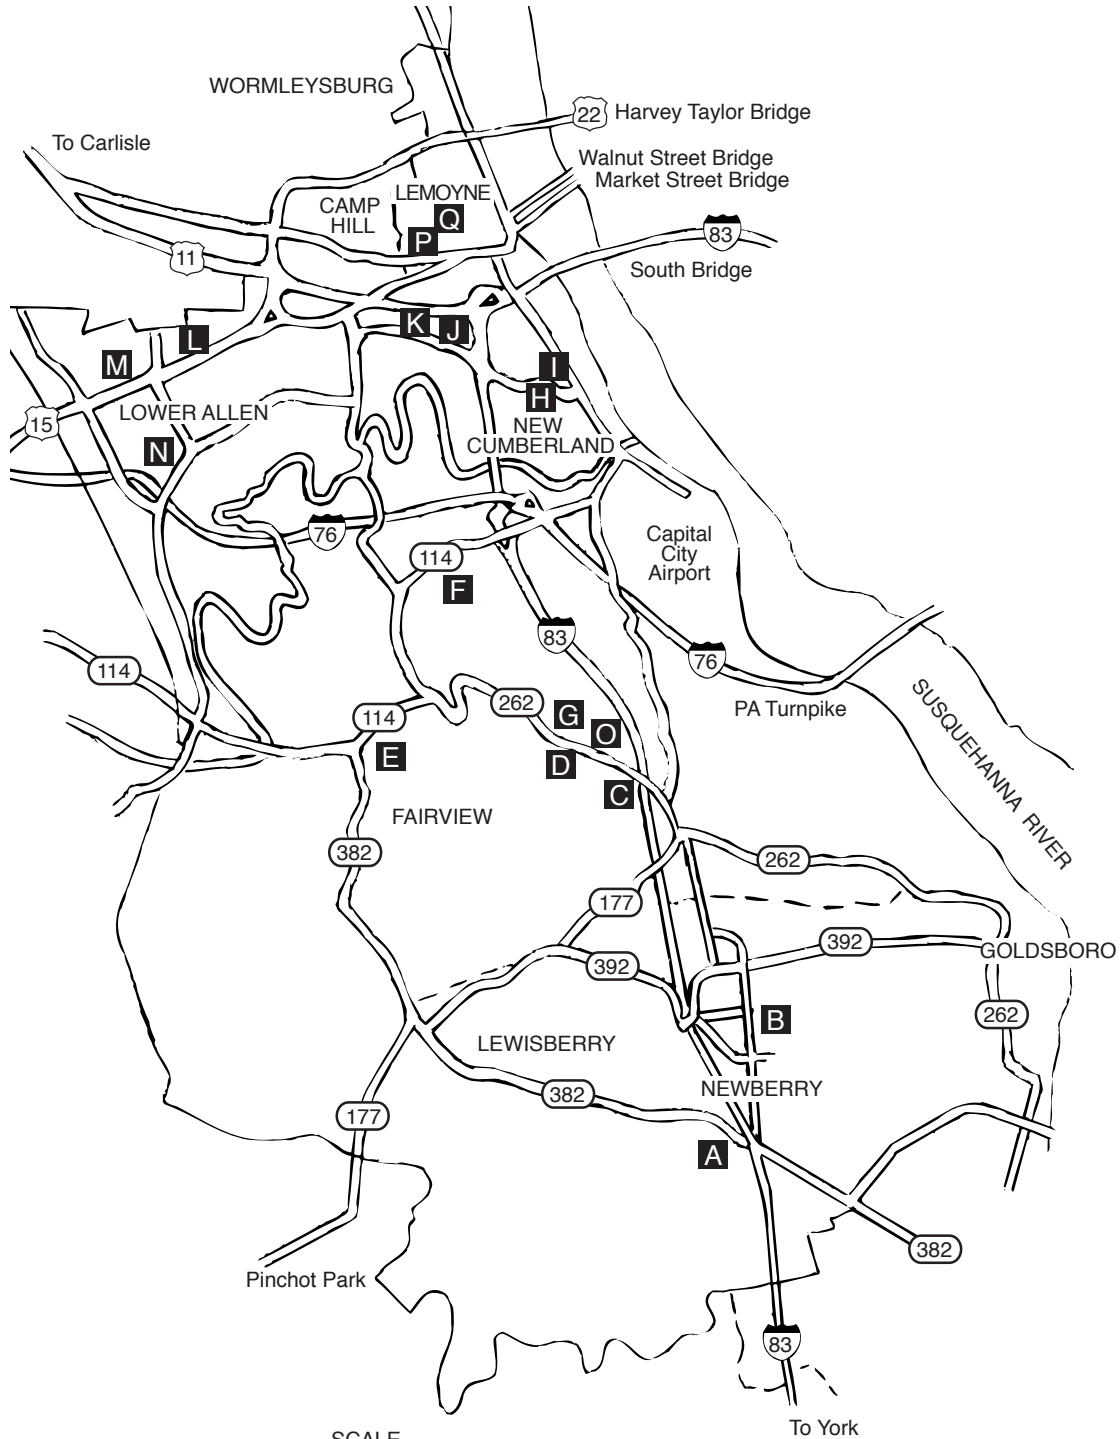 WORMLEYSBURG
22
Harvey Taylor Bridge
To Carlisle
Walnut Street Bridge
Market Street Bridge
LEMOYNE
CAMP
HILL
Q
P
83
11
South Bridge
K
J
L
M
I
H
15
LOWER ALLEN
NEW
CUMBERLAND
N
76
Capital
City
Airport
114
F
83
76
114
262
114
G
O
PA Turnpike
E
D
C
SUSQUEHANNA RIVER
FAIRVIEW
382
262
177
392
392
GOLDSBORO
262
B
LEWISBERRY
382
NEWBERRY
177
A
382
Pinchot Park
83
To York
SCALE